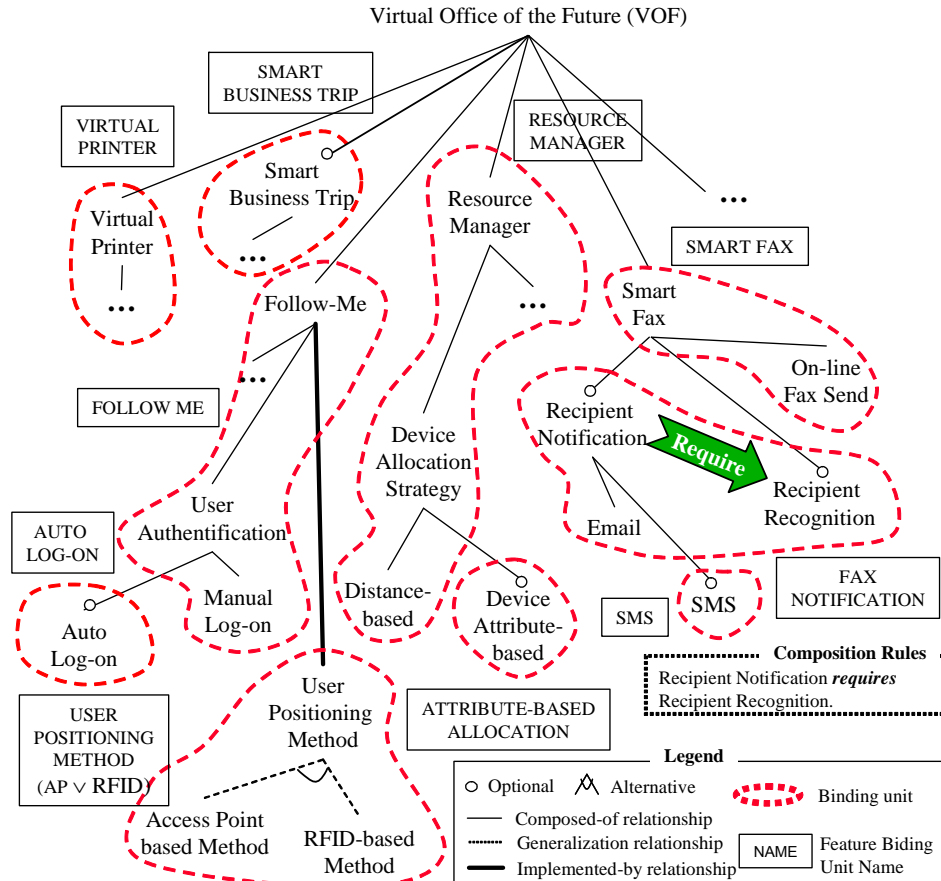 Virtual Office of the Future (VOF)
SMART
BUSINESS TRIP
VIRTUAL
PRINTER
RESOURCE
MANAGER
Smart
Business Trip
...
Virtual
Printer
...
Resource
Manager
...
...
SMART FAX
Follow-Me
...
Smart
Fax
On-line
Fax Send
FOLLOW ME
Recipient
Notification
Require
Device
Allocation
Strategy
Recipient
Recognition
User
Authentification
Email
AUTO
LOG-ON
Auto
Log-on
Manual
Log-on
Distance-
based
Device
Attribute-
based
SMS
SMS
FAX
NOTIFICATION
Composition Rules
Recipient Notification requires
Recipient Recognition.
USER
POSITIONING
METHOD
(AP ∨ RFID)
User
Positioning
Method
ATTRIBUTE-BASED
ALLOCATION
Access Point
based Method
RFID-based
Method
Legend
Optional
Alternative
Binding unit
Composed-of relationship
Generalization relationship
Implemented-by relationship
NAME
Feature Biding
Unit Name